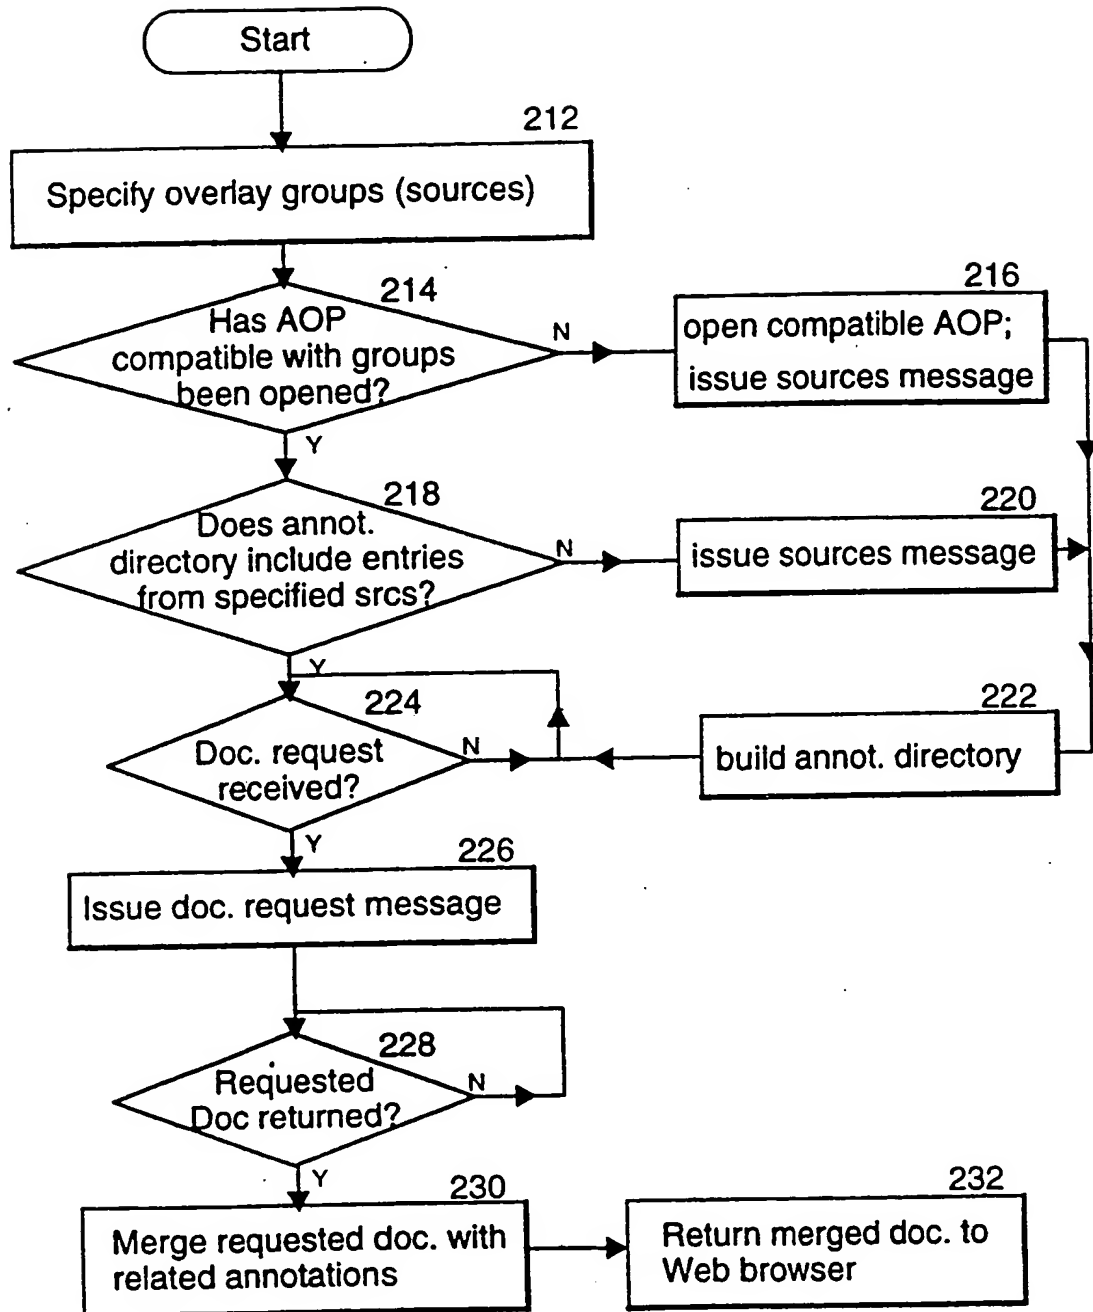 Start
212
Specify overlay groups (sources)
214
Has AOP
compatible with groups
been opened?
N
Y
216
open compatible AOP;
issue sources message
218
Does annot.
directory include entries
from specified srcs?
N
Y
220
issue sources message
222
build annot. directory
224
Doc. request
received?
N
Y
226
Issue doc. request message
228
Requested
Doc returned?
N
Y
230
Merge requested doc. with
related annotations
232
Return merged doc. to
Web browser